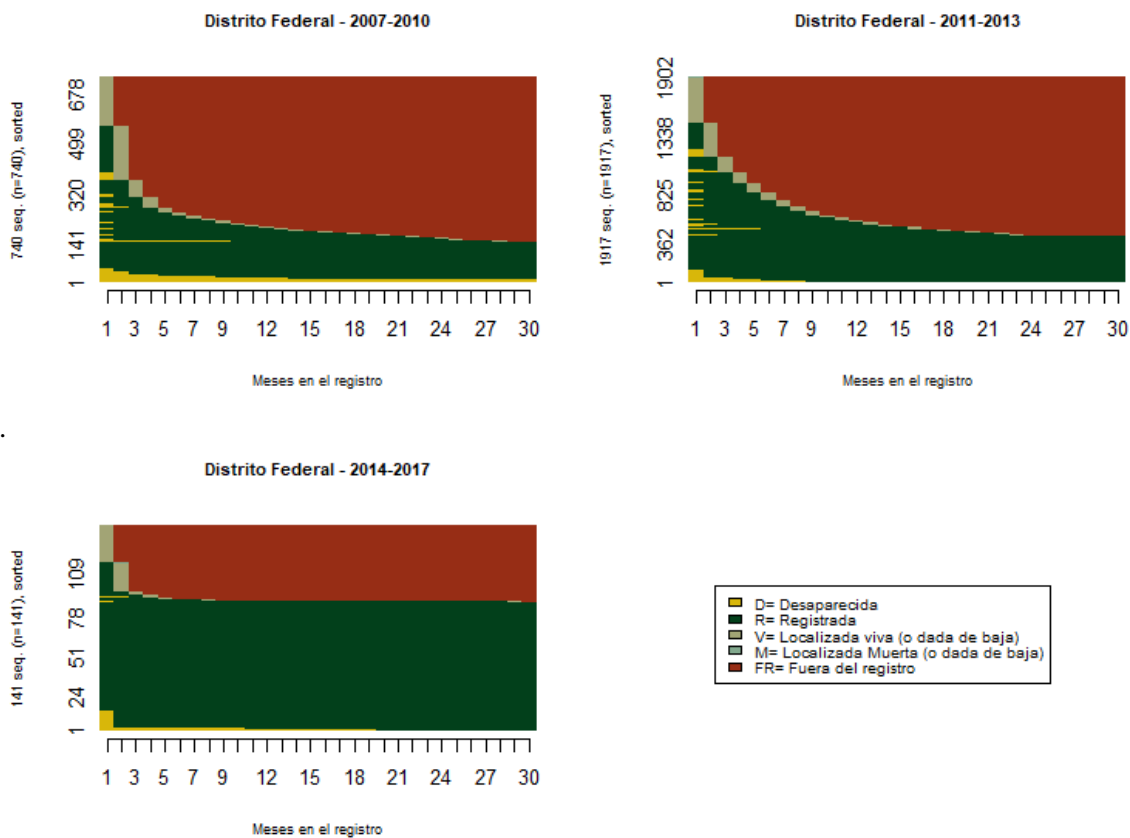 Distrito Federal - 2007-2010
740 seq. (n=740), sorted
1 141 320 499 678
1 3 5 7 9 12 15 18 21 24 27 30
Meses en el registro
Distrito Federal - 2011-2013
1917 seq. (n=1917), sorted
1 362 825 1338 1902
1 3 5 7 9 12 15 18 21 24 27 30
Meses en el registro
.
Distrito Federal - 2014-2017
141 seq. (n=141), sorted
1 24 51 78 109
1 3 5 7 9 12 15 18 21 24 27 30
Meses en el registro
D= Desaparecida
R= Registrada
V= Localizada viva (o dada de baja)
M= Localizada Muerta (o dada de baja)
FR= Fuera del registro